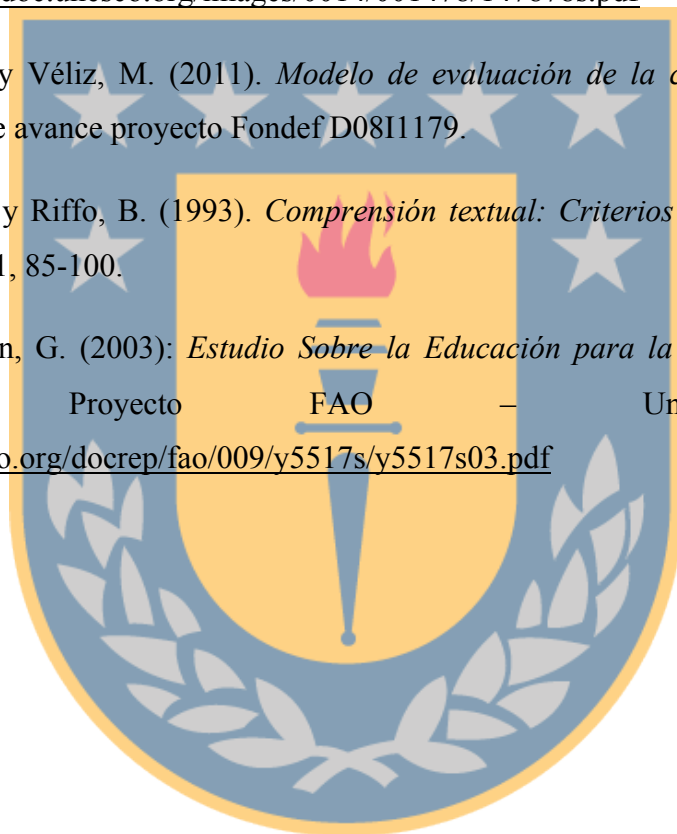 y Véliz, M. (2011). Modelo de evaluación de la
avance proyecto Fondef D08I1179.
y Riffo, B. (1993). Comprensión textual: Criterios
, 85-100.
G. (2003): Estudio Sobre la Educación para la
Proyecto FAO – Un
o.org/docrep/fao/009/y5517s/y5517s03.pdf